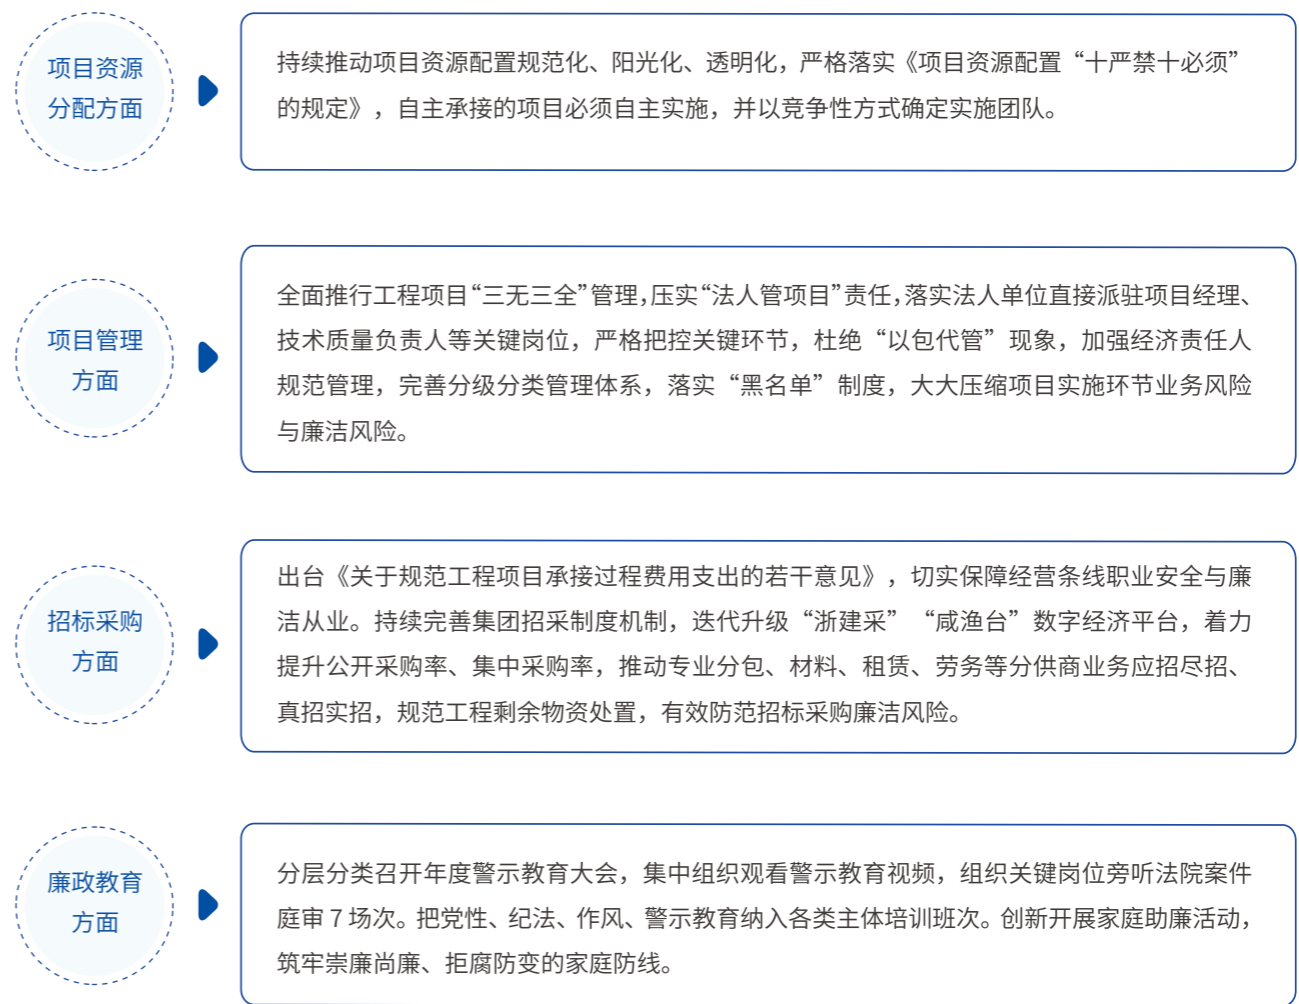 项目资源
分配方面
持续推动项目资源配置规范化、阳光化、透明化，严格落实《项目资源配置“十严禁十必须”
的规定》，自主承接的项目必须自主实施，并以竞争性方式确定实施团队。
项目管理
方面
全面推行工程项目“三无三全”管理，压实“法人管项目”责任，落实法人单位直接派驻项目经理、
技术质量负责人等关键岗位，严格把控关键环节，杜绝“以包代管”现象，加强经济责任人
规范管理，完善分级分类管理体系，落实“黑名单”制度，大大压缩项目实施环节业务风险
与廉洁风险。
招标采购
方面
出台《关于规范工程项目承接过程费用支出的若干意见》，切实保障经营条线职业安全与廉
洁从业。持续完善集团招采制度机制，迭代升级“浙建采”“咸渔台”数字经济平台，着力
提升公开采购率、集中采购率，推动专业分包、材料、租赁、劳务等分供商业务应招尽招、
真招实招，规范工程剩余物资处置，有效防范招标采购廉洁风险。
廉政教育
方面
分层分类召开年度警示教育大会，集中组织观看警示教育视频，组织关键岗位旁听法院案件
庭审 7 场次。把党性、纪法、作风、警示教育纳入各类主体培训班次。创新开展家庭助廉活动，
筑牢崇廉尚廉、拒腐防变的家庭防线。